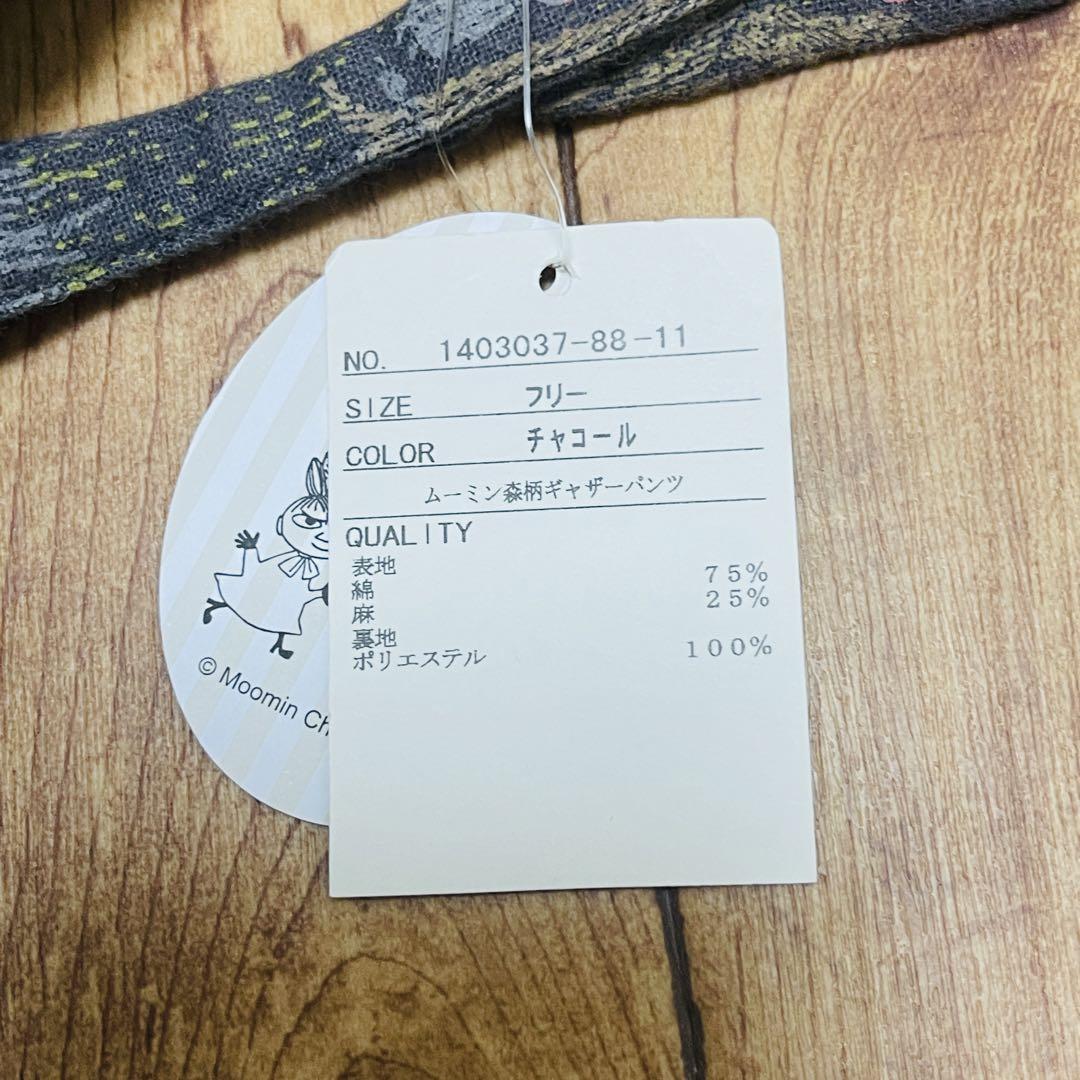 NO. 1403037-88-11
SIZE フリー
COLOR チャコール
ムーミン森柄ギャザーパンツ
QUALITY
表地
綿 75%
麻 25%
裏地
ポリエステル 100%
© Moomin Ch